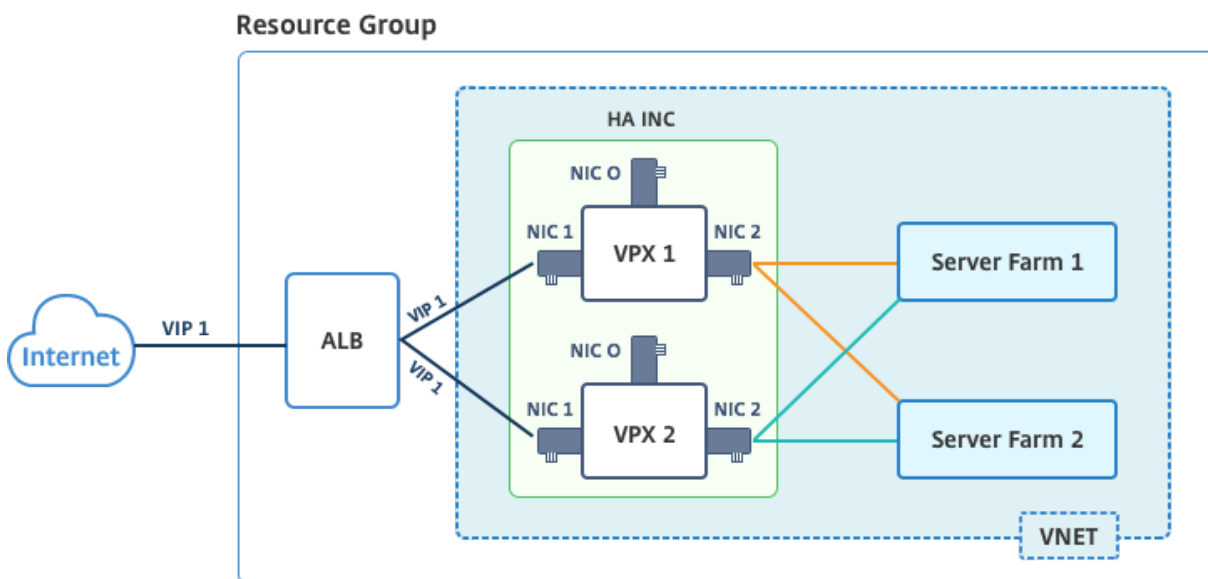 Resource Group
HA INC
NIC O
NIC 1
NIC 2
VPX 1
Server Farm 1
VIP 1
VIP 1
ALB
Internet
VIP 1
NIC O
NIC 1
NIC 2
VPX 2
Server Farm 2
VNET